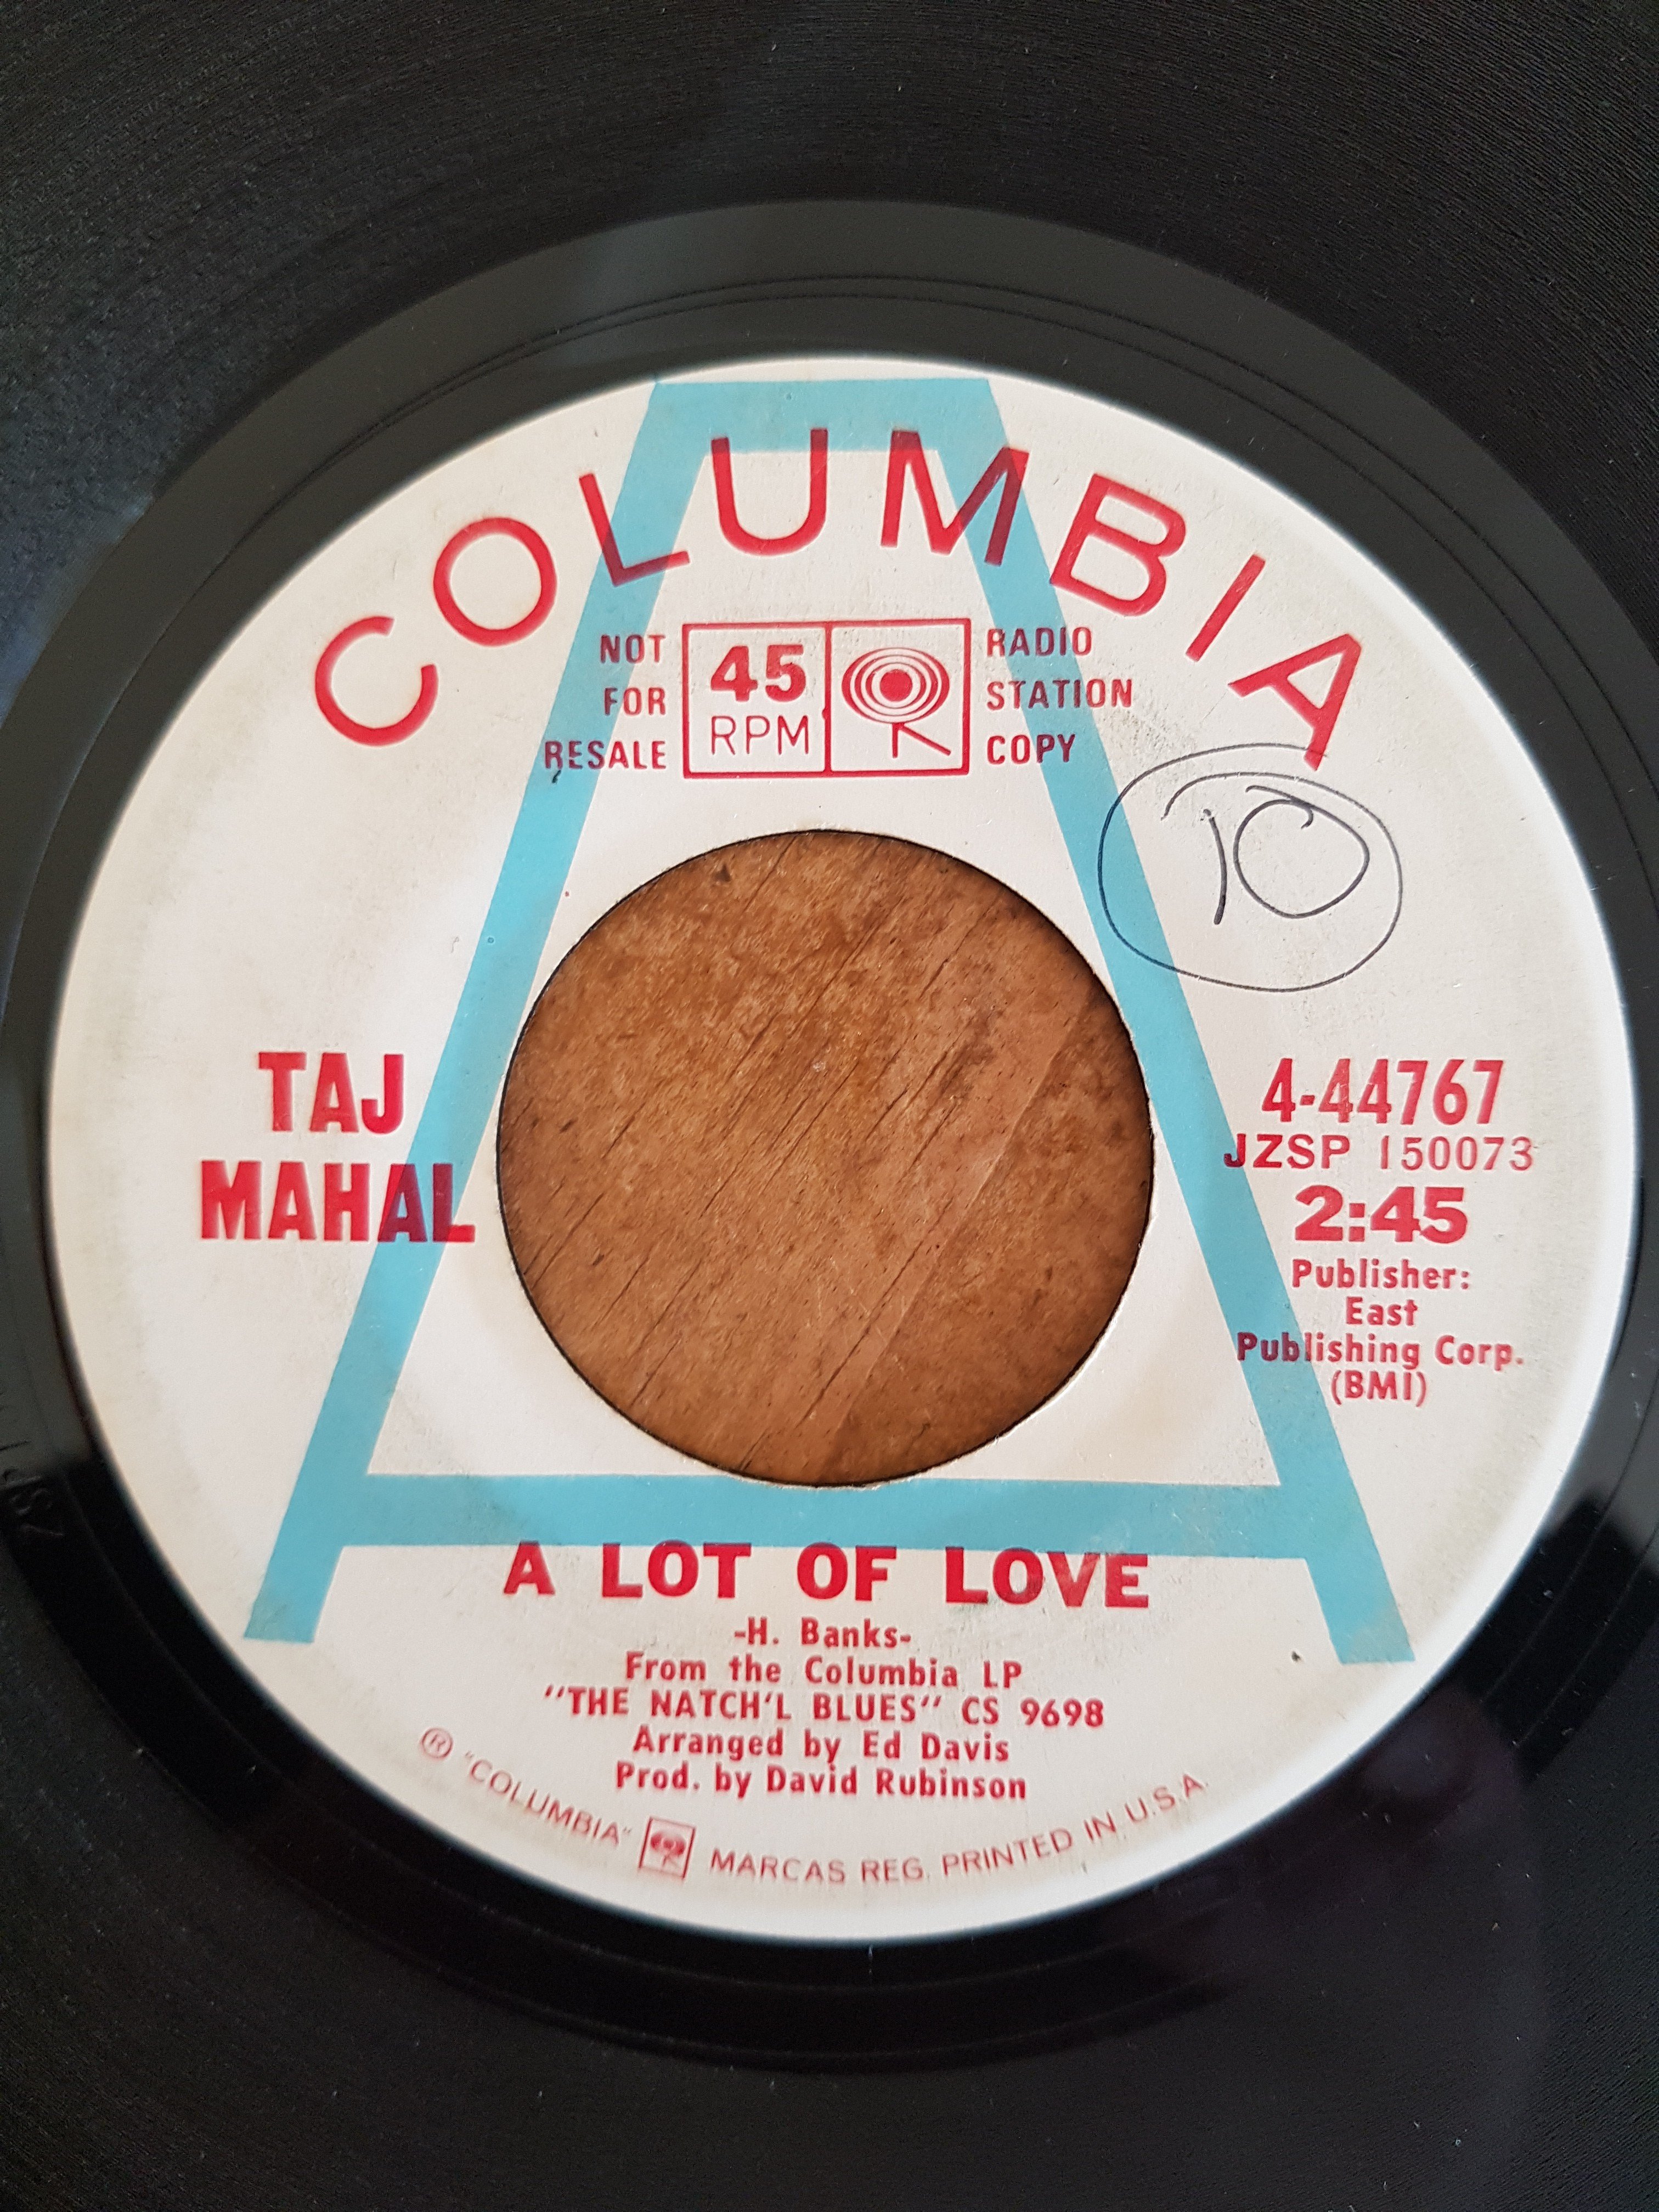 COLUMBIA
NOT
FOR
RESALE
45
RPM
RADIO
STATION
COPY
10
TAJ
MAHAL
4-44767
JZSP 150073
2:45
Publisher:
East
Publishing Corp.
(BMI)
A LOT OF LOVE
-H. Banks-
From the Columbia LP
"THE NATCH'L BLUES" CS 9698
Arranged by Ed Davis
Prod. by David Rubinson
® "COLUMBIA" MARCAS REG. PRINTED IN U.S.A.